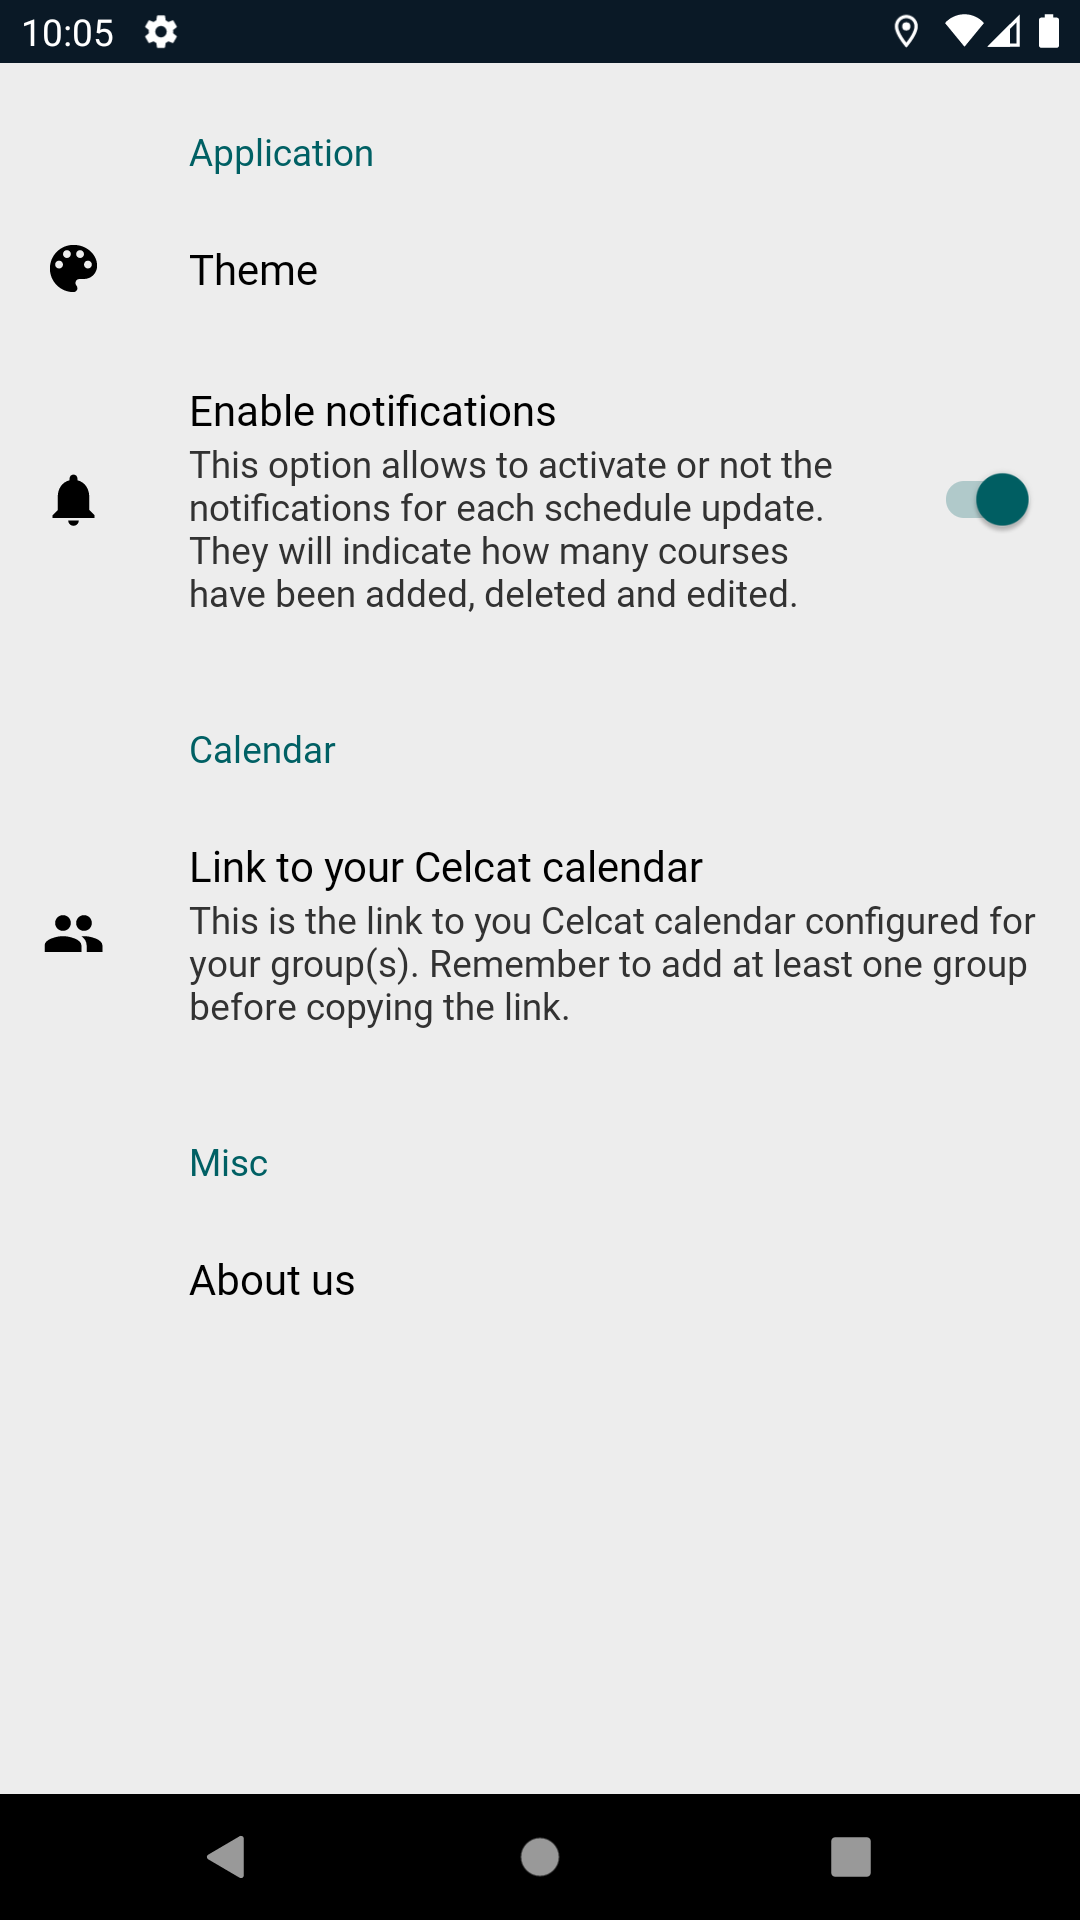 10:05
Application
Theme
Enable notifications
This option allows to activate or not the
notifications for each schedule update.
They will indicate how many courses
have been added, deleted and edited.
Calendar
Link to your Celcat calendar
This is the link to you Celcat calendar configured for
your group(s). Remember to add at least one group
before copying the link.
Misc
About us